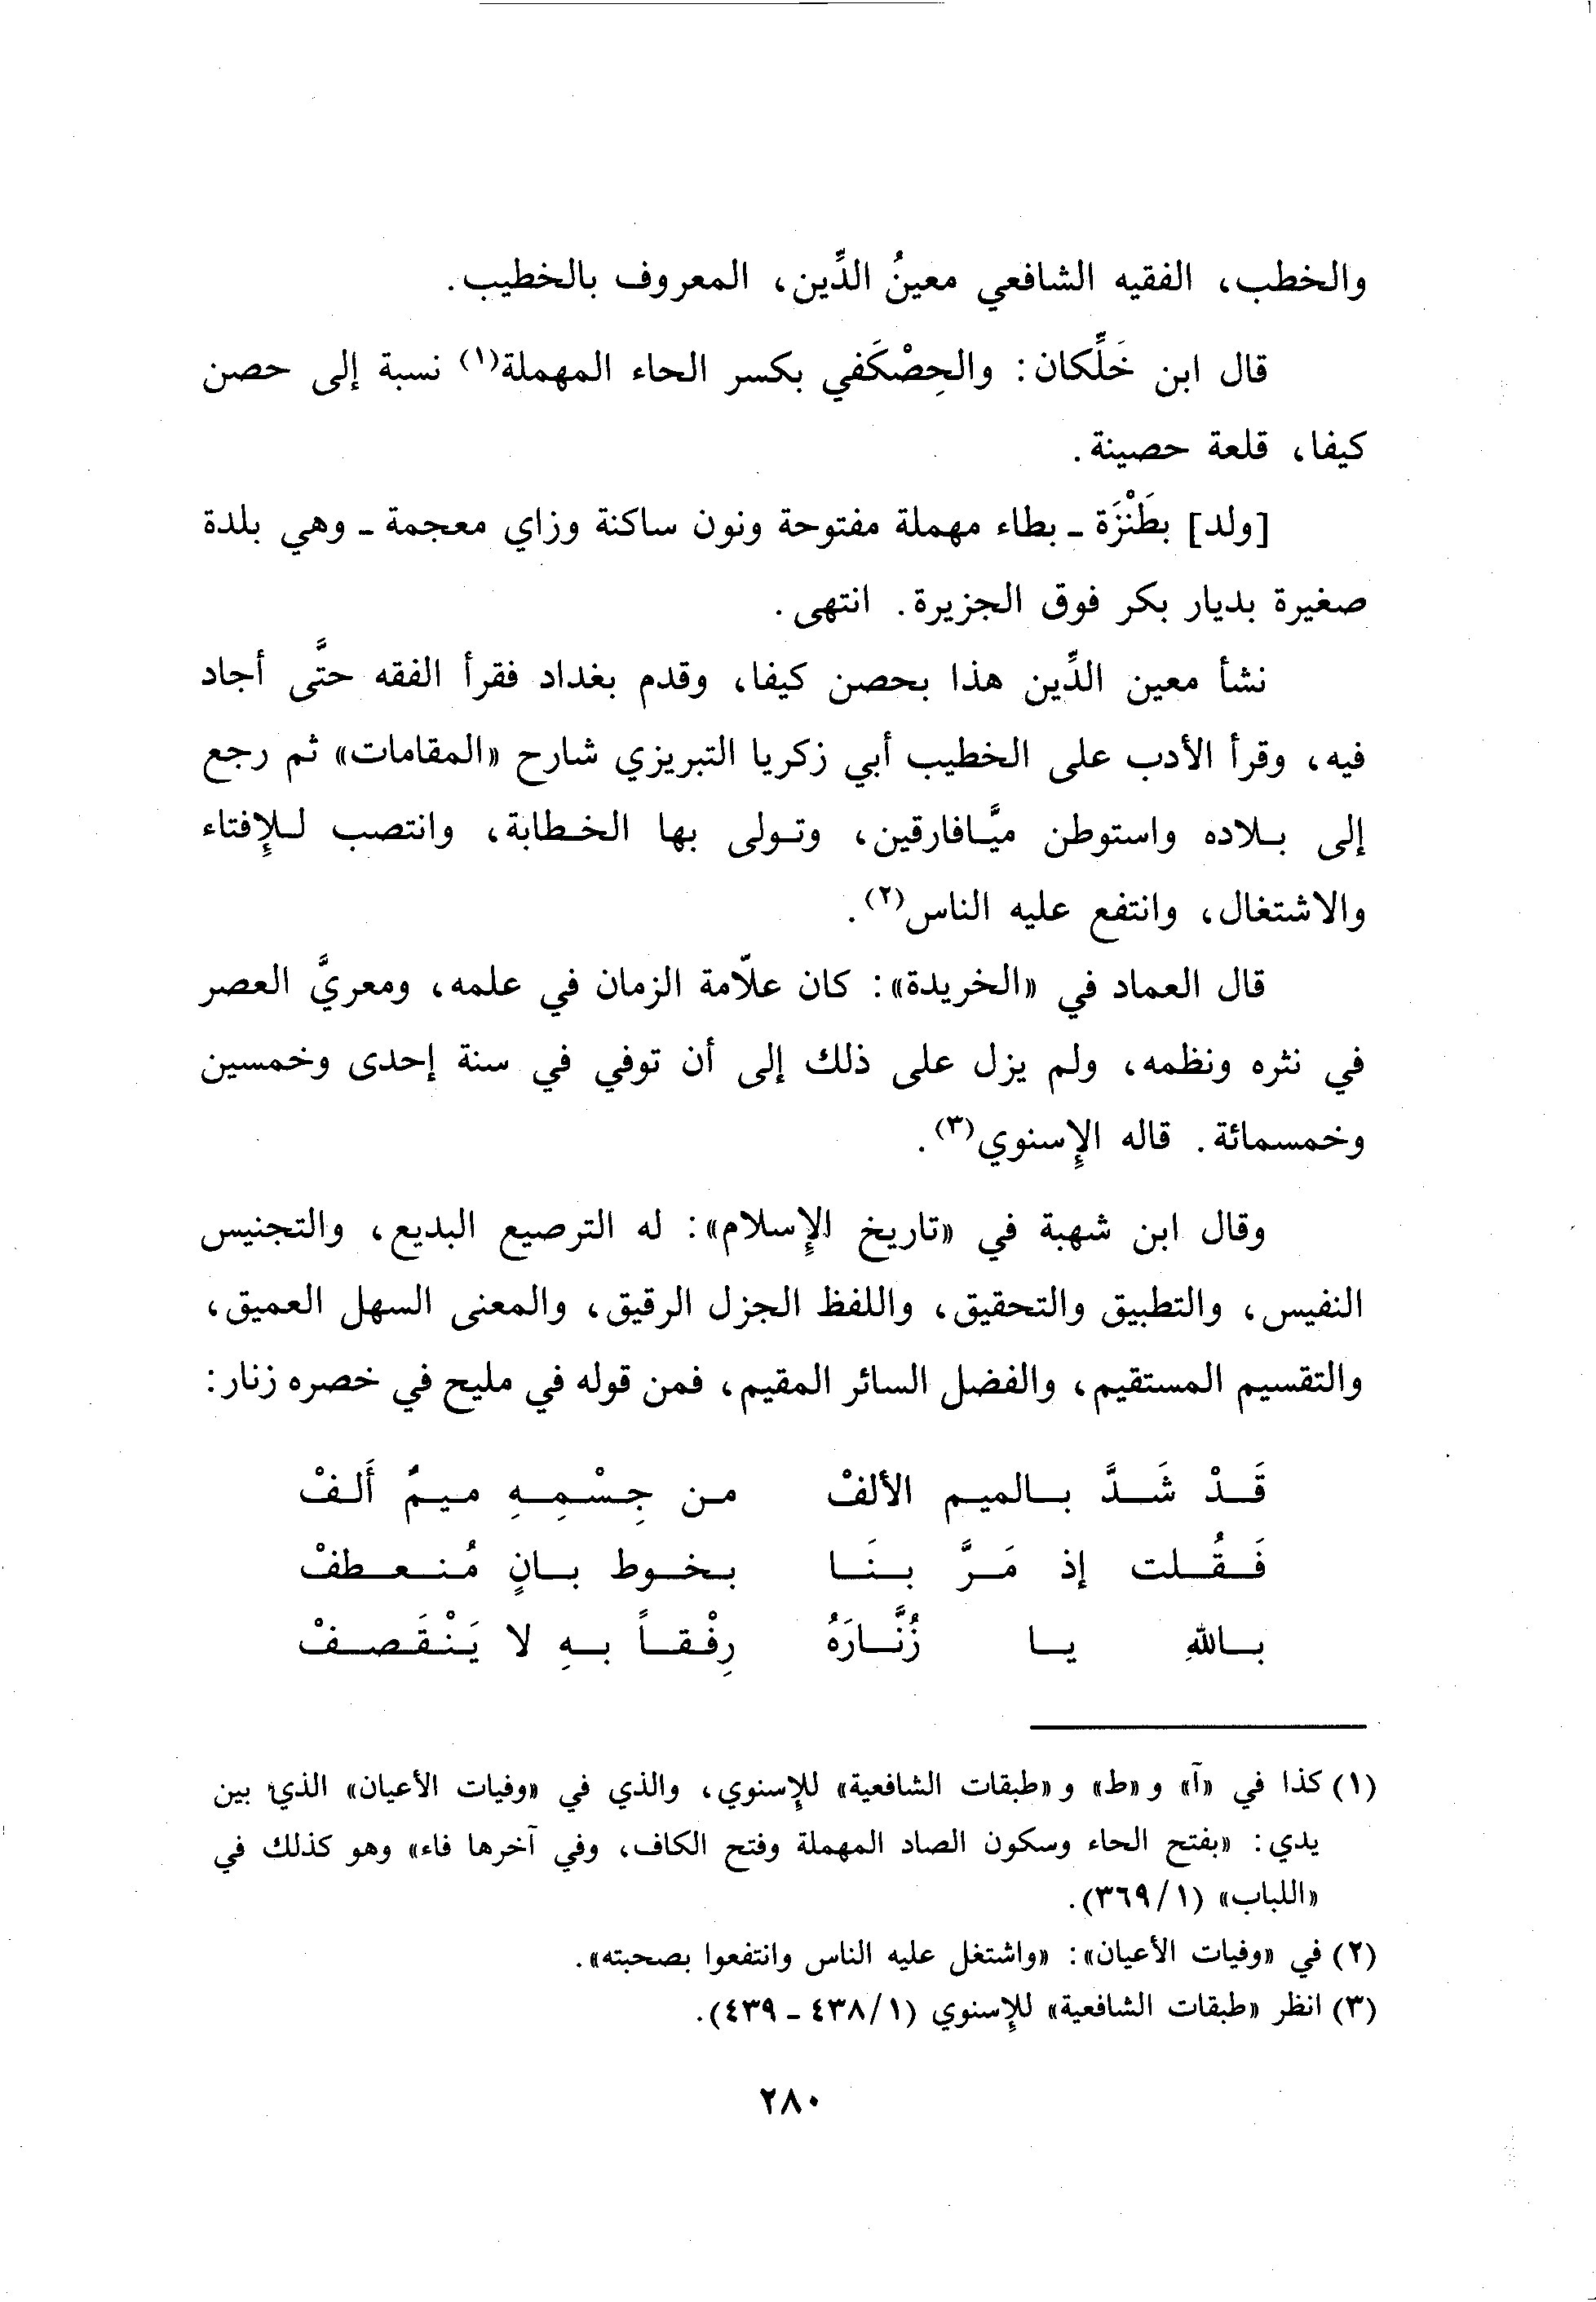 والخطب، الفقيه الشافعي معينُ الدِّين، المعروف بالخطيب.
قال ابن خَلِّكان: والحِصْكَفي بكسر الحاء المهملة(١) نسبة إلى حصن
كيفا، قلعة حصينة.
[ولد] بطَنْزَة ـ بطاء مهملة مفتوحة ونون ساكنة وزاي معجمة ـ وهي بلدة
صغيرة بديار بكر فوق الجزيرة. انتهى.
نشأ معين الدِّين هذا بحصن كيفا، وقدم بغداد فقرأ الفقه حتَّى أجاد
فيه، وقرأ الأدب على الخطيب أبي زكريا التبريزي شارح «المقامات» ثم رجع
إلى بـلاده واستوطن ميَّـافارقين، وتـولى بها الخـطابة، وانتصب لـلإفتاء
والاشتغال، وانتفع عليه الناس(٢).
قال العماد في «الخريدة»: كان علاّمة الزمان في علمه، ومعريَّ العصر
في نثره ونظمه، ولم يزل على ذلك إلى أن توفي في سنة إحدى وخمسين
وخمسمائة. قاله الإسنوي(٣).
وقال ابن شهبة في «تاريخ الإسلام»: له الترصيع البديع، والتجنيس
النفيس، والتطبيق والتحقيق، واللفظ الجزل الرقيق، والمعنى السهل العميق،
والتقسيم المستقيم، والفضل السائر المقيم، فمن قوله في مليح في خصره زنار:
قَـدْ شَـدَّ بـالميـم الألفْ من جِسْـمِـهِ مـيـمُ أَلـفْ
فَـقُـلت إذ مَـرَّ بـنَـا بـخـوط بـانٍ مُـنـعـطفْ
بـاللهِ يـا زُنَّـارَهُ رِفْـقـاً بـهِ لا يَـنْـقَـصـفْ
(١) كذا في «آ» و «ط» و «طبقات الشافعية» للإسنوي، والذي في «وفيات الأعيان» الذي بين
يدي: «بفتح الحاء وسكون الصاد المهملة وفتح الكاف، وفي آخرها فاء» وهو كذلك في
«اللباب» (٣٦٩/١).
(٢) في «وفيات الأعيان»: «واشتغل عليه الناس وانتفعوا بصحبته».
(٣) انظر «طبقات الشافعية» للإسنوي (٤٣٨/١ ـ ٤٣٩).
٢٨٠